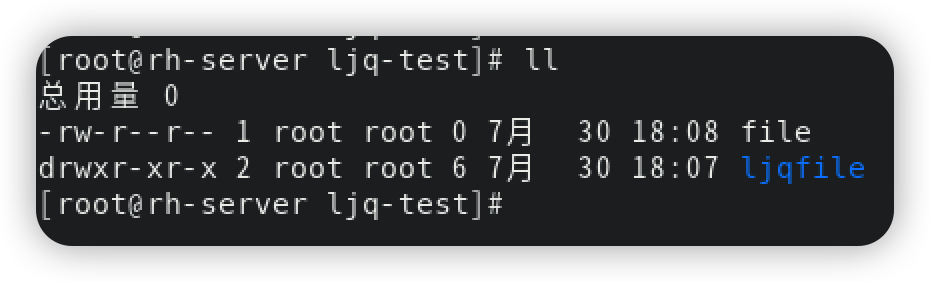 [root@rh-server ljq-test]# ll
总用量 0
-rw-r--r-- 1 root root 0 7月  30 18:08 file
drwxr-xr-x 2 root root 6 7月  30 18:07 ljqfile
[root@rh-server ljq-test]#